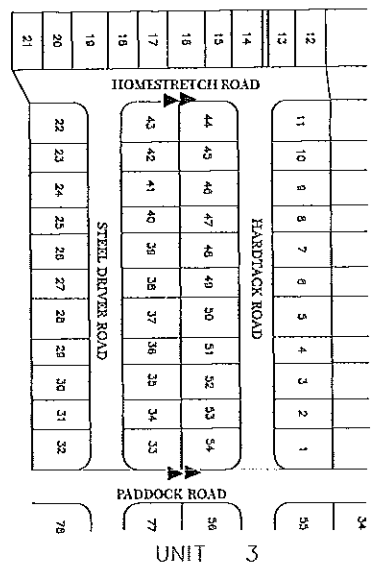 21 20 19 18 17 16 15 14 13 12
HOMESTRETCH ROAD
22 43 44 11
23 42 45 10
24 41 46 9
25 40 47 8
26 39 48 7
27 38 49 6
28 37 50 5
29 36 51 4
30 35 52 3
31 34 53 2
32 33 54 1
STEEL DRIVER ROAD
HARDTACK ROAD
PADDOCK ROAD
78 77 56 55 34
UNIT 3